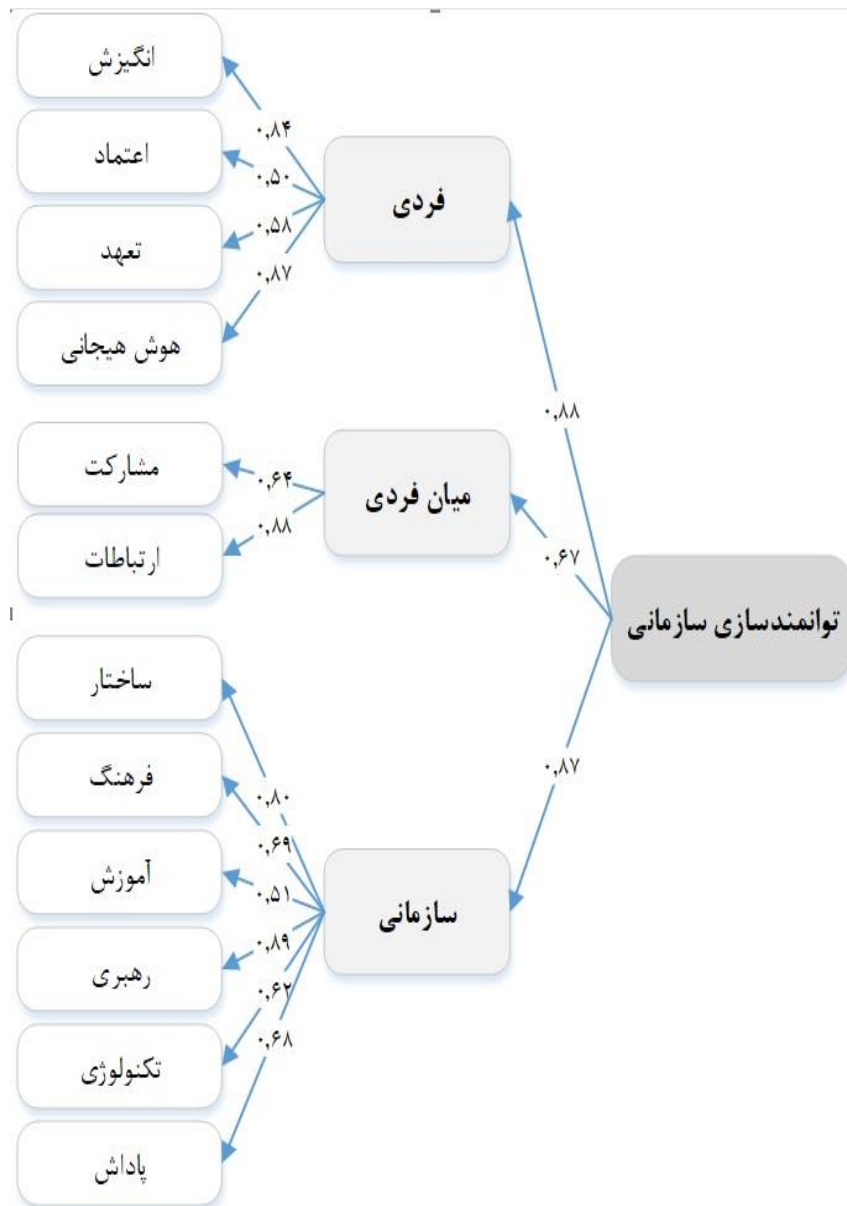 توانمندسازی سازمانی
۰,۸۸
۰,۶۷
۰,۸۷
فردی
۰,۸۴
۰,۵۰
۰,۵۸
۰,۸۷
انگیزش
اعتماد
تعهد
هوش هیجانی
میان فردی
۰,۶۴
۰,۸۸
مشارکت
ارتباطات
سازمانی
۰,۸۰
۰,۶۹
۰,۵۱
۰,۸۹
۰,۶۲
۰,۶۸
ساختار
فرهنگ
آموزش
رهبری
تکنولوژی
پاداش